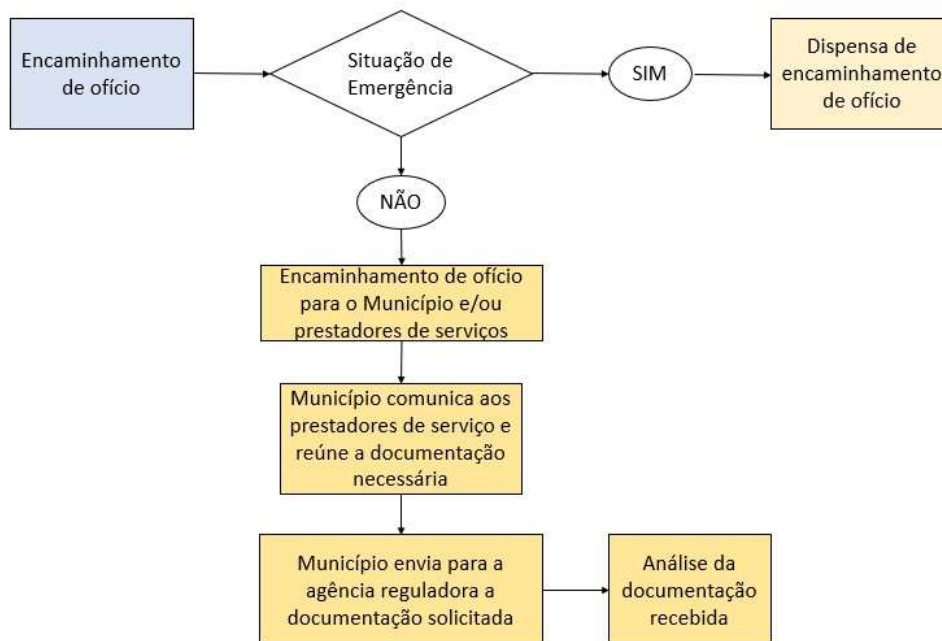 Encaminhamento
de ofício
Situação de
Emergência
SIM
Dispensa de
encaminhamento
de ofício
NÃO
Encaminhamento de ofício
para o Município e/ou
prestadores de serviços
Município comunica aos
prestadores de serviço e
reúne a documentação
necessária
Município envia para a
agência reguladora a
documentação solicitada
Análise da
documentação
recebida